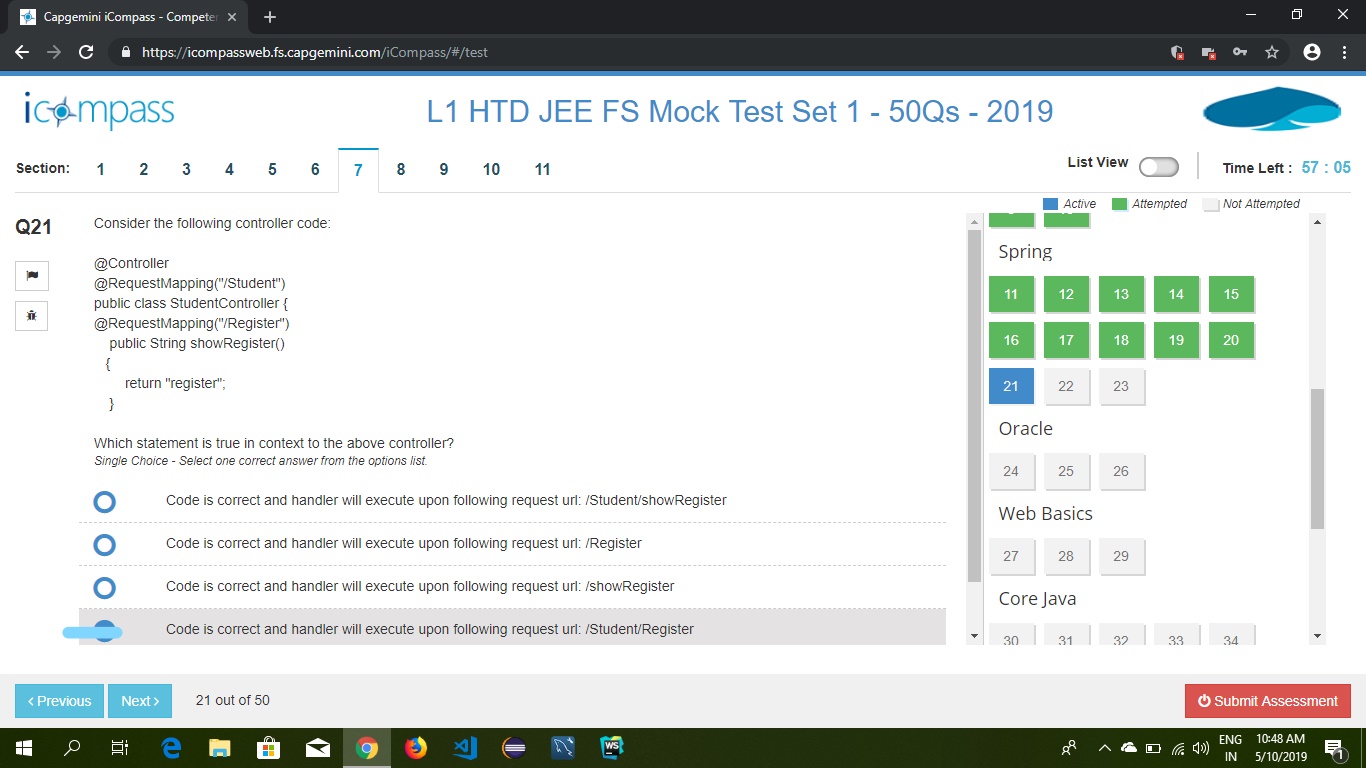 Capgemini iCompass - Competer
https://icompassweb.fs.capgemini.com/iCompass/#/test
icompass
L1 HTD JEE FS Mock Test Set 1 - 50Qs - 2019
Section: 1 2 3 4 5 6 7 8 9 10 11
List View
Time Left : 57 : 05
Active Attempted Not Attempted
Q21
Consider the following controller code:
@Controller
@RequestMapping("/Student")
public class StudentController {
@RequestMapping("/Register")
public String showRegister()
{
return "register";
}
Which statement is true in context to the above controller?
Single Choice - Select one correct answer from the options list.
Code is correct and handler will execute upon following request url: /Student/showRegister
Code is correct and handler will execute upon following request url: /Register
Code is correct and handler will execute upon following request url: /showRegister
Code is correct and handler will execute upon following request url: /Student/Register
Spring
11 12 13 14 15
16 17 18 19 20
21 22 23
Oracle
24 25 26
Web Basics
27 28 29
Core Java
30 31 32 33 34
< Previous
Next >
21 out of 50
Submit Assessment
WS
ENG
IN
10:48 AM
5/10/2019
1